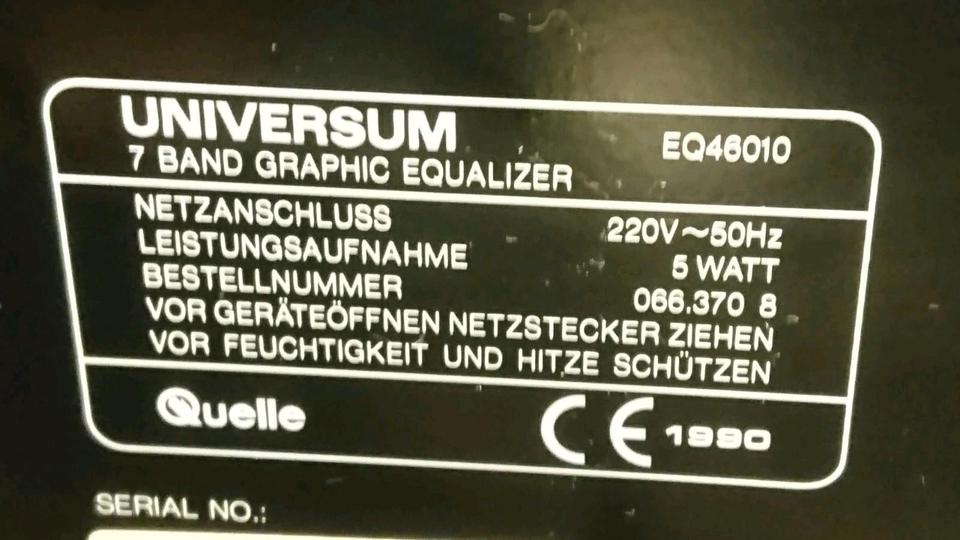 UNIVERSUM EQ46010
7 BAND GRAPHIC EQUALIZER
NETZANSCHLUSS 220V~50Hz
LEISTUNGSAUFNAHME 5 WATT
BESTELLNUMMER 066.370 8
VOR GERÄTEÖFFNEN NETZSTECKER ZIEHEN
VOR FEUCHTIGKEIT UND HITZE SCHÜTZEN
Quelle CE 1990
SERIAL NO.: